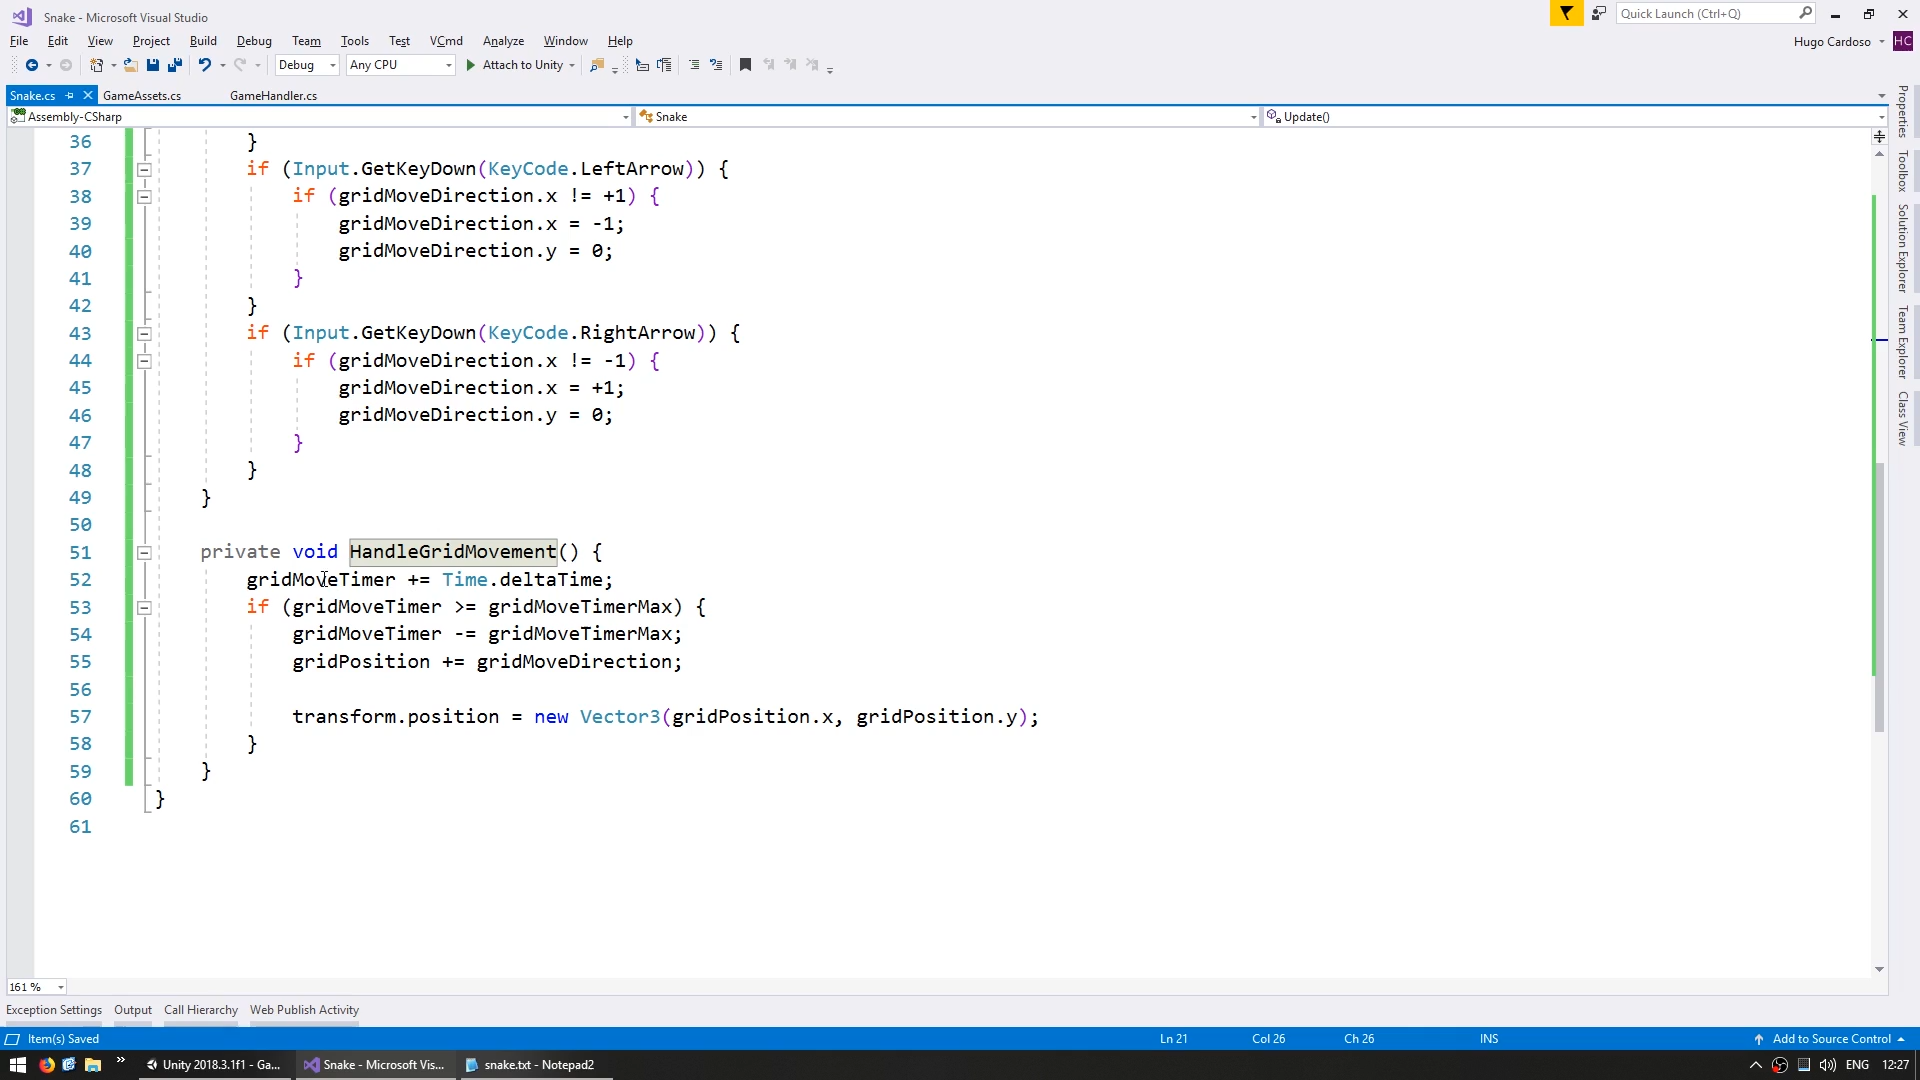 Snake - Microsoft Visual Studio
Quick Launch (Ctrl+Q)
File Edit View Project Build Debug Team Tools Test VCmd Analyze Window Help
Hugo Cardoso HC
Debug Any CPU Attach to Unity
Snake.cs GameAssets.cs GameHandler.cs
Assembly-CSharp Snake Update()
36 }
37 if (Input.GetKeyDown(KeyCode.LeftArrow)) {
38 if (gridMoveDirection.x != +1) {
39 gridMoveDirection.x = -1;
40 gridMoveDirection.y = 0;
41 }
42 }
43 if (Input.GetKeyDown(KeyCode.RightArrow)) {
44 if (gridMoveDirection.x != -1) {
45 gridMoveDirection.x = +1;
46 gridMoveDirection.y = 0;
47 }
48 }
49 }
50
51 private void HandleGridMovement() {
52 gridMoveTimer += Time.deltaTime;
53 if (gridMoveTimer >= gridMoveTimerMax) {
54 gridMoveTimer -= gridMoveTimerMax;
55 gridPosition += gridMoveDirection;
56
57 transform.position = new Vector3(gridPosition.x, gridPosition.y);
58 }
59 }
60 }
61
Properties
Toolbox
Solution Explorer
Team Explorer
Class View
161 %
Exception Settings Output Call Hierarchy Web Publish Activity
Item(s) Saved Ln 21 Col 26 Ch 26 INS Add to Source Control
Unity 2018.3.1f1 - Ga... Snake - Microsoft Vis... snake.txt - Notepad2 ENG 12:27